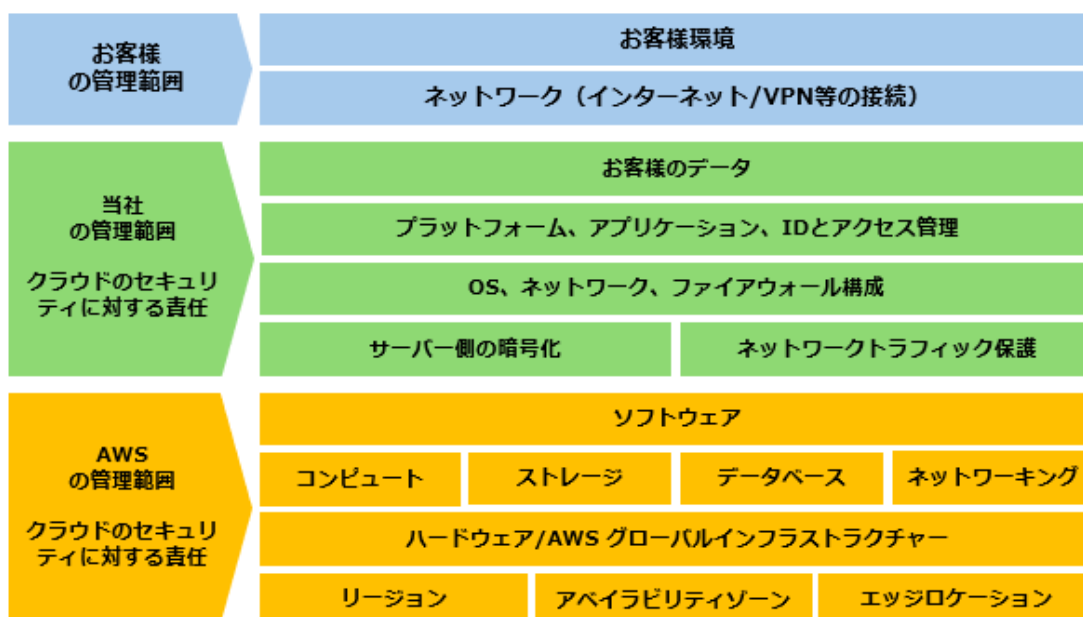 お客様
の管理範囲
お客様環境
ネットワーク（インターネット/VPN等の接続）
当社
の管理範囲
クラウドのセキュリ
ティに対する責任
お客様のデータ
プラットフォーム、アプリケーション、IDとアクセス管理
OS、ネットワーク、ファイアウォール構成
サーバー側の暗号化
ネットワークトラフィック保護
AWS
の管理範囲
クラウドのセキュリ
ティに対する責任
ソフトウェア
コンピュート
ストレージ
データベース
ネットワーキング
ハードウェア/AWS グローバルインフラストラクチャー
リージョン
アベイラビリティゾーン
エッジロケーション